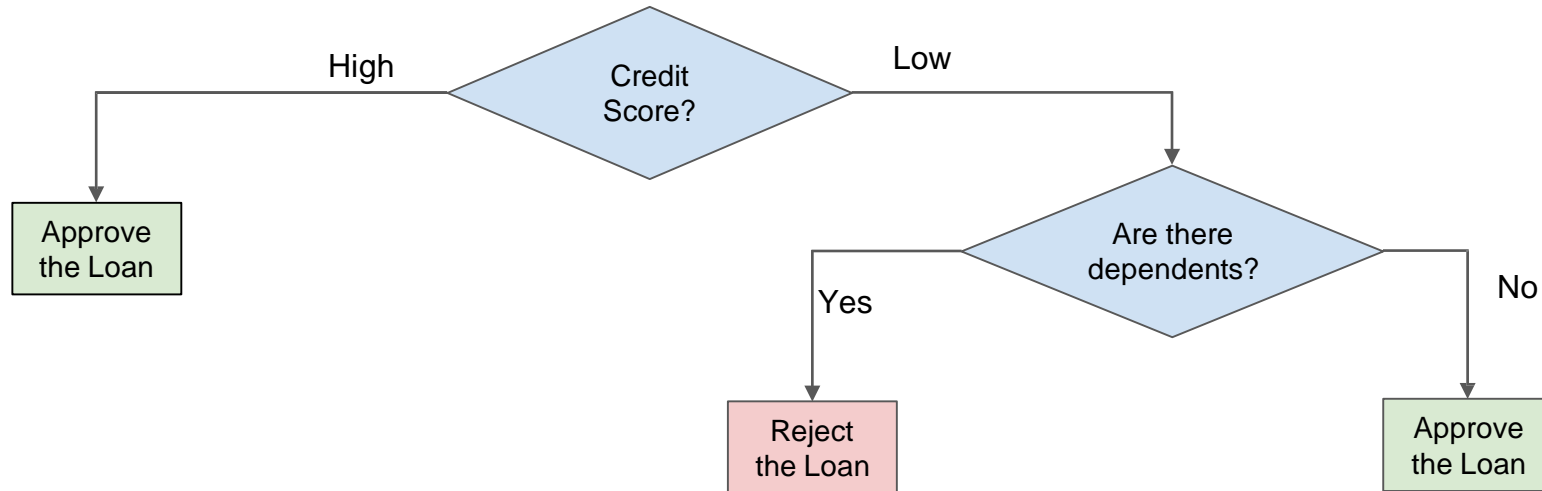 High
Credit
Score?
Low
Approve
the Loan
Are there
dependents?
Yes
No
Reject
the Loan
Approve
the Loan